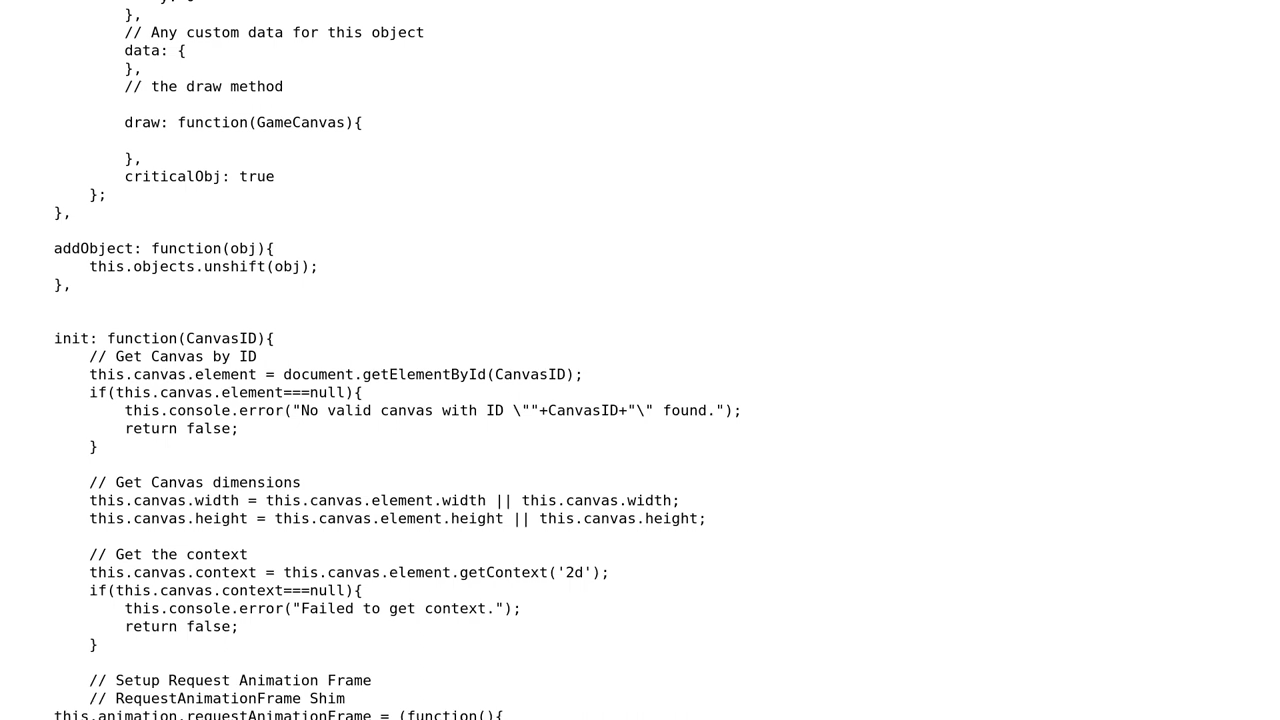 },
// Any custom data for this object
data: {
},
// the draw method
draw: function(GameCanvas){
},
criticalObj: true
};
},
addObject: function(obj){
this.objects.unshift(obj);
},
init: function(CanvasID){
// Get Canvas by ID
this.canvas.element = document.getElementById(CanvasID);
if(this.canvas.element===null){
this.console.error("No valid canvas with ID \""+CanvasID+"\" found.");
return false;
}
// Get Canvas dimensions
this.canvas.width = this.canvas.element.width || this.canvas.width;
this.canvas.height = this.canvas.element.height || this.canvas.height;
// Get the context
this.canvas.context = this.canvas.element.getContext('2d');
if(this.canvas.context===null){
this.console.error("Failed to get context.");
return false;
}
// Setup Request Animation Frame
// RequestAnimationFrame Shim
this.animation.requestAnimationFrame = (function(){